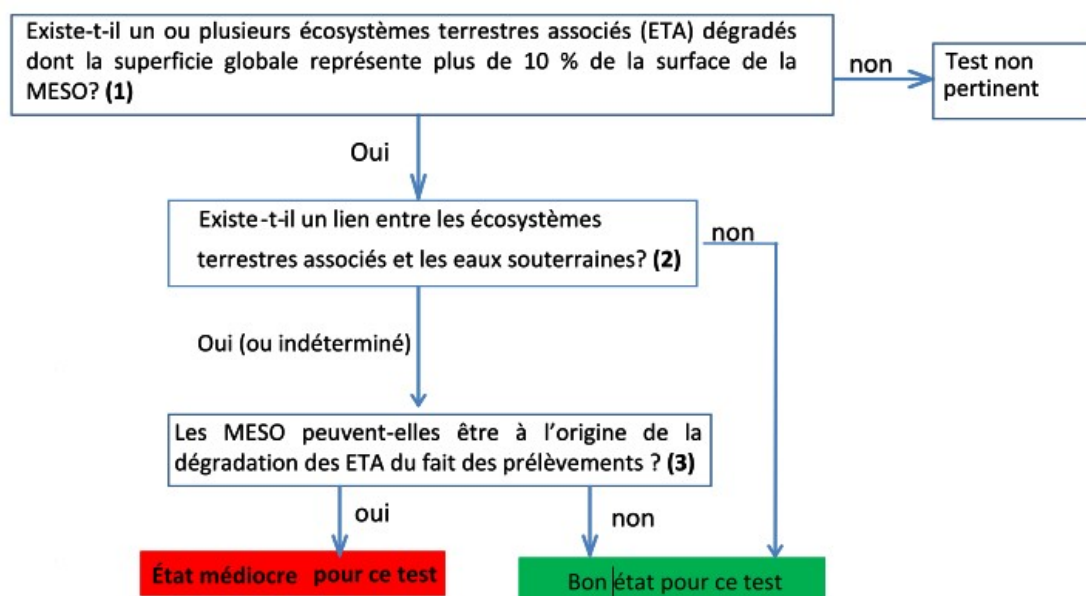 Existe-t-il un ou plusieurs écosystèmes terrestres associés (ETA) dégradés
dont la superficie globale représente plus de 10 % de la surface de la
MESO? (1)
non
Test non
pertinent
Oui
Existe-t-il un lien entre les écosystèmes
terrestres associés et les eaux souterraines? (2)
non
Oui (ou indéterminé)
Les MESO peuvent-elles être à l'origine de la
dégradation des ETA du fait des prélèvements ? (3)
oui
non
État médiocre pour ce test
Bon état pour ce test